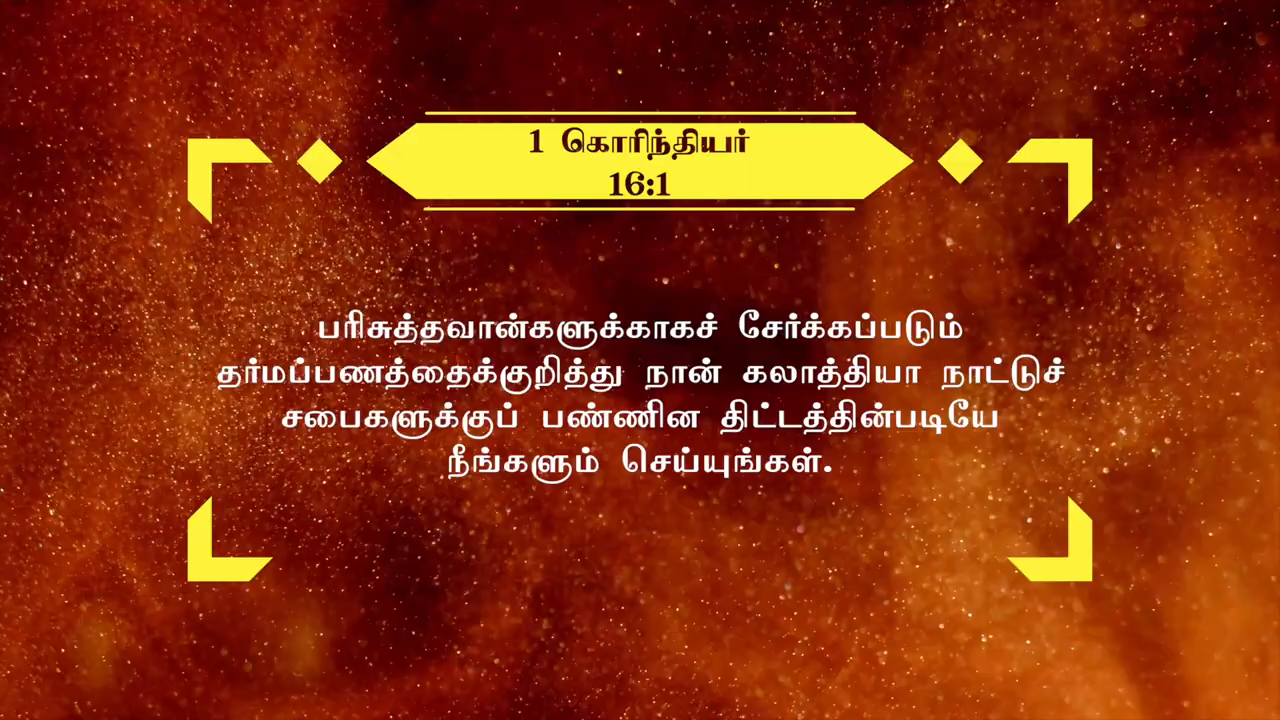 1 கொரிந்தியர்
16:1
பரிசுத்தவான்களுக்காகச் சேர்க்கப்படும்
தர்மப்பணத்தைக்குறித்து நான் கலாத்தியா நாட்டுச்
சபைகளுக்குப் பண்ணின திட்டத்தின்படியே
நீங்களும் செய்யுங்கள்.